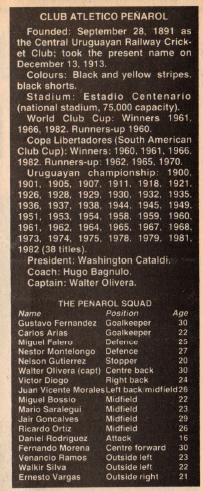 CLUB ATLETICO PEÑAROL
Founded: September 28, 1891 as
the Central Uruguayan Railway Crick-
et Club; took the present name on
December 13, 1913.
Colours: Black and yellow stripes,
black shorts.
Stadium: Estadio Centenario
(national stadium, 75,000 capacity).
World Club Cup: Winners 1961,
1966, 1982. Runners-up 1960.
Copa Libertadores (South American
Club Cup): Winners: 1960, 1961, 1966,
1982. Runners-up: 1962, 1965, 1970.
Uruguayan championship: 1900,
1901, 1905, 1907, 1911, 1918, 1921,
1926, 1928, 1929, 1930, 1932, 1935,
1936, 1937, 1938, 1944, 1945, 1949,
1951, 1953, 1954, 1958, 1959, 1960,
1961, 1962, 1964, 1965, 1967, 1968,
1973, 1974, 1975, 1978, 1979, 1981,
1982 (38 titles).
President: Washington Cataldi.
Coach: Hugo Bagnulo.
Captain: Walter Olivera.
THE PENAROL SQUAD
Name Position Age
Gustavo Fernandez Goalkeeper 30
Carlos Arias Goalkeeper 22
Miguel Falero Defence 25
Nestor Montelongo Defence 27
Nelson Gutierrez Stopper 20
Walter Olivera (capt) Centre back 30
Victor Diogo Right back 24
Juan Vicente Morales Left back midfield 26
Miguel Bossio Midfield 22
Mario Saralegui Midfield 23
Jair Goncalves Midfield 29
Ricardo Ortiz Midfield 26
Daniel Rodriguez Attack 16
Fernando Morena Centre forward 30
Venancio Ramos Outside left 23
Walkir Silva Outside left 22
Ernesto Vargas Outside right 21